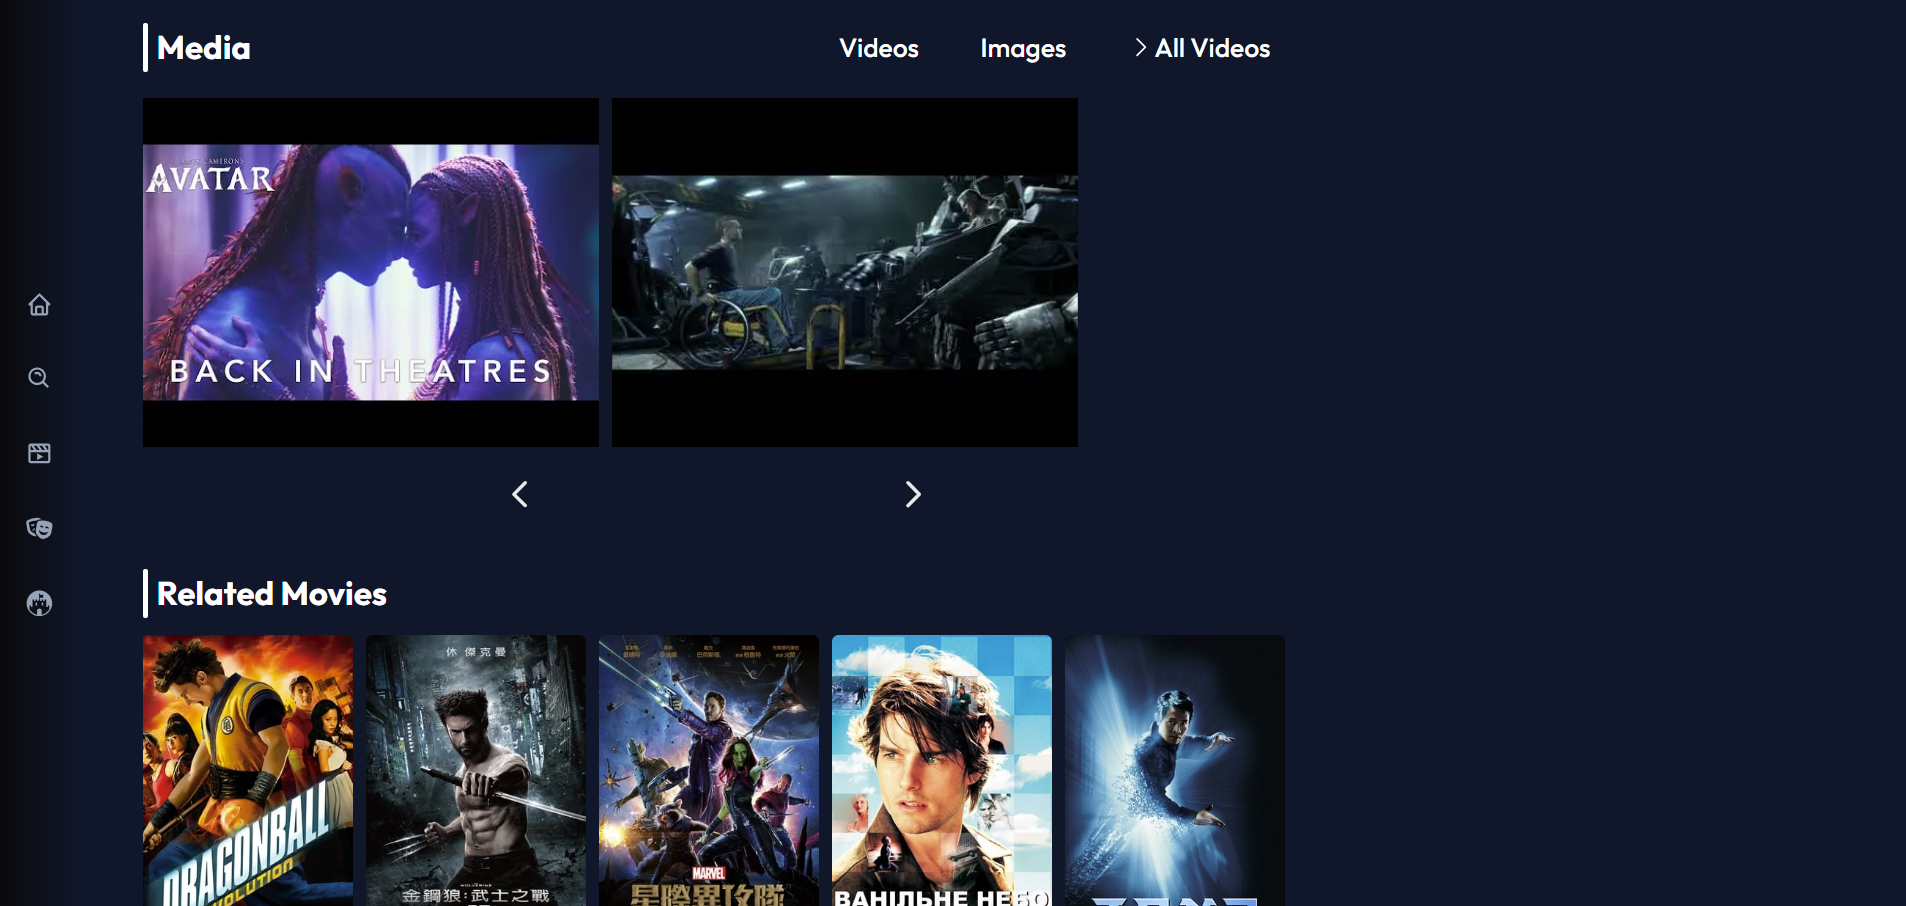 Media
Videos
Images
All Videos
JAMES CAMERON'S
AVATAR
BACK IN THEATRES
Related Movies
DRAGONBALL
EVOLUTION
休 傑克曼
WOLVERINE
金鋼狼:武士之戰
MARVEL
星際異攻隊
ВАНІЛЬНЕ НЕБО